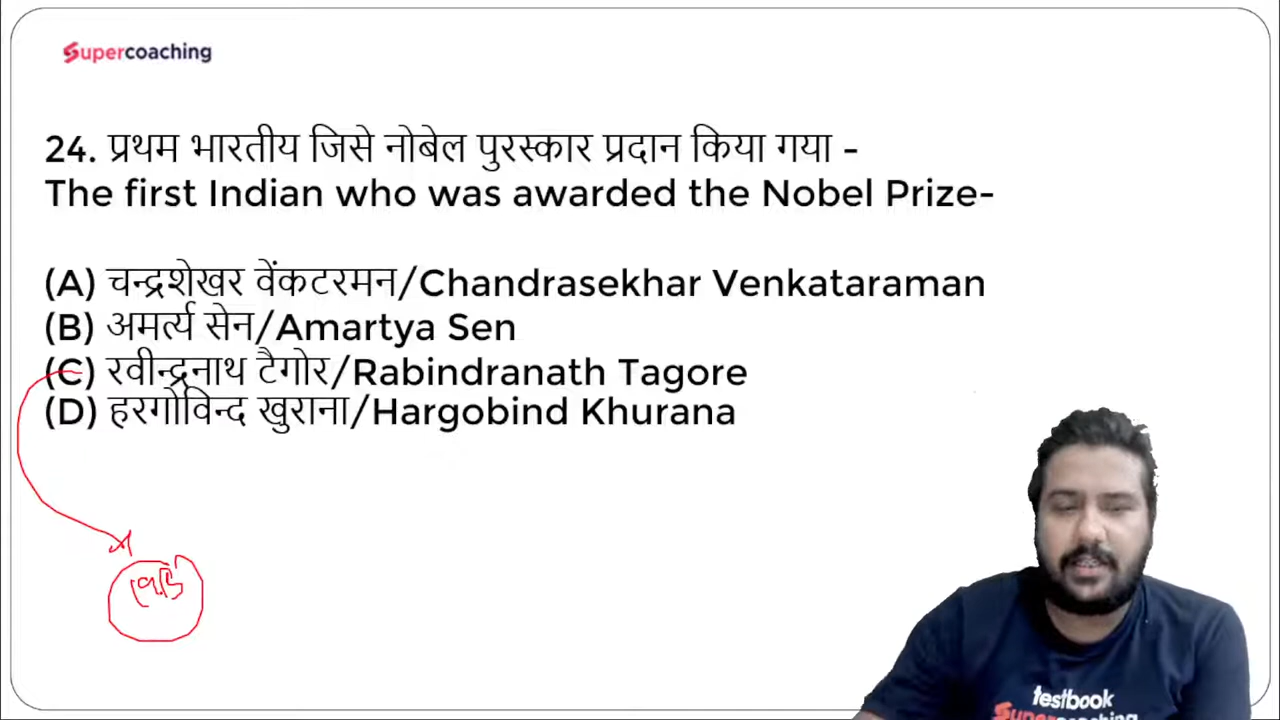 Supercoaching
24. प्रथम भारतीय जिसे नोबेल पुरस्कार प्रदान किया गया -
The first Indian who was awarded the Nobel Prize-
(A) चन्द्रशेखर वेंकटरमन/Chandrasekhar Venkataraman
(B) अमर्त्य सेन/Amartya Sen
(C) रवीन्द्रनाथ टैगोर/Rabindranath Tagore
(D) हरगोविन्द खुराना/Hargobind Khurana
testbook
Supercoaching